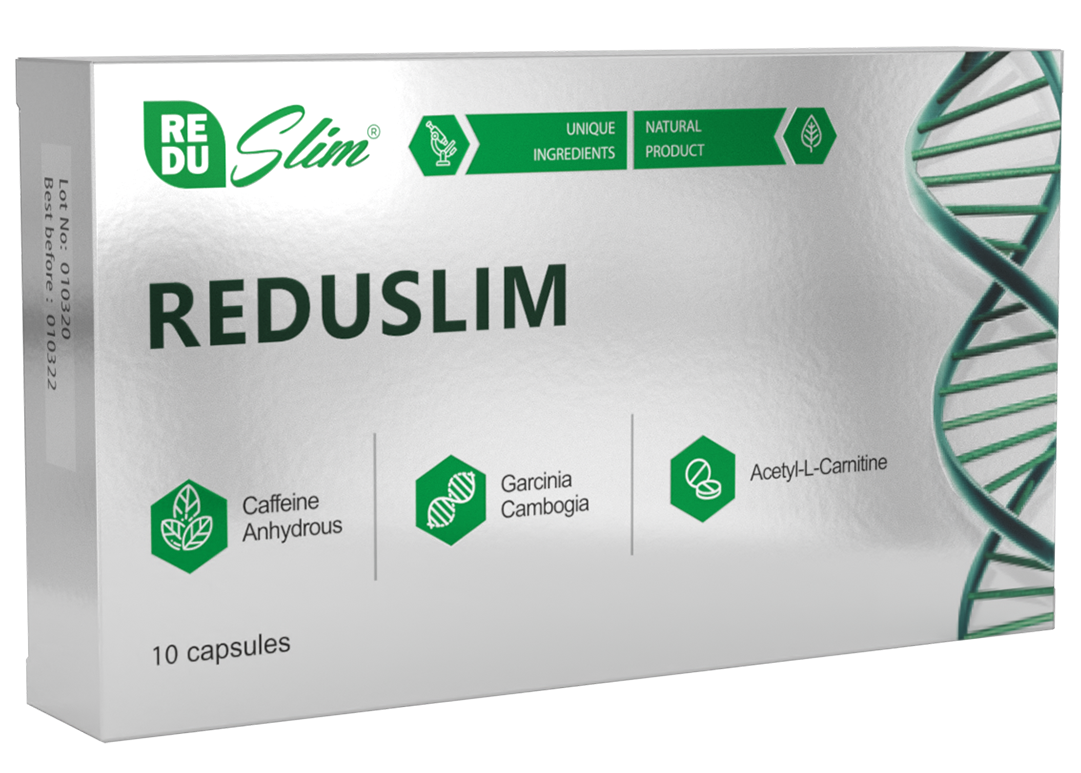 RE
DU
Slim®
UNIQUE
INGREDIENTS
NATURAL
PRODUCT
Lot No: 010320
Best before : 010322
REDUSLIM
Caffeine
Anhydrous
Garcinia
Cambogia
Acetyl-L-Carnitine
10 capsules